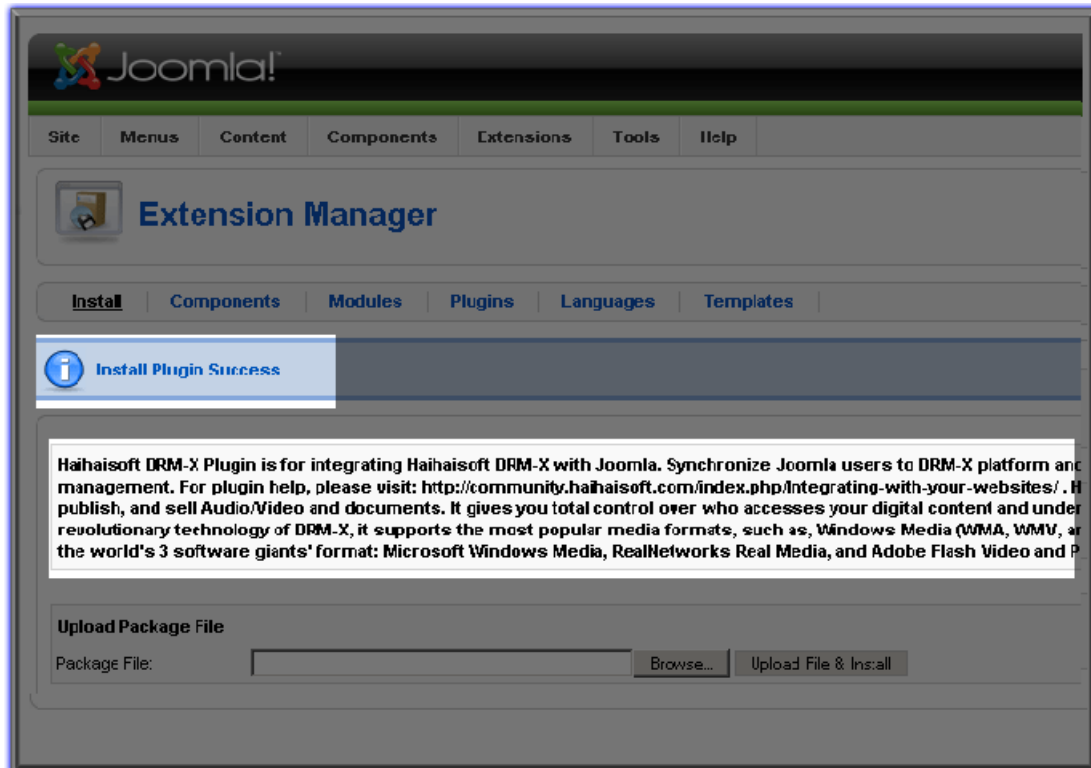 Joomla!
Site Menus Content Components Extensions Tools Help
Extension Manager
Install Components Modules Plugins Languages Templates
Install Plugin Success
Haihaisoft DRM-X Plugin is for integrating Haihaisoft DRM-X with Joomla. Synchronize Joomla users to DRM-X platform and
management. For plugin help, please visit: http://community.haihaisoft.com/index.php/Integrating-with-your-websites/ . H
publish, and sell Audio/Video and documents. It gives you total control over who accesses your digital content and under
revolutionary technology of DRM-X, it supports the most popular media formats, such as, Windows Media (WMA, WMV, an
the world's 3 software giants' format: Microsoft Windows Media, RealNetworks Real Media, and Adobe Flash Video and P
Upload Package File
Package File: Browse... Upload File & Install